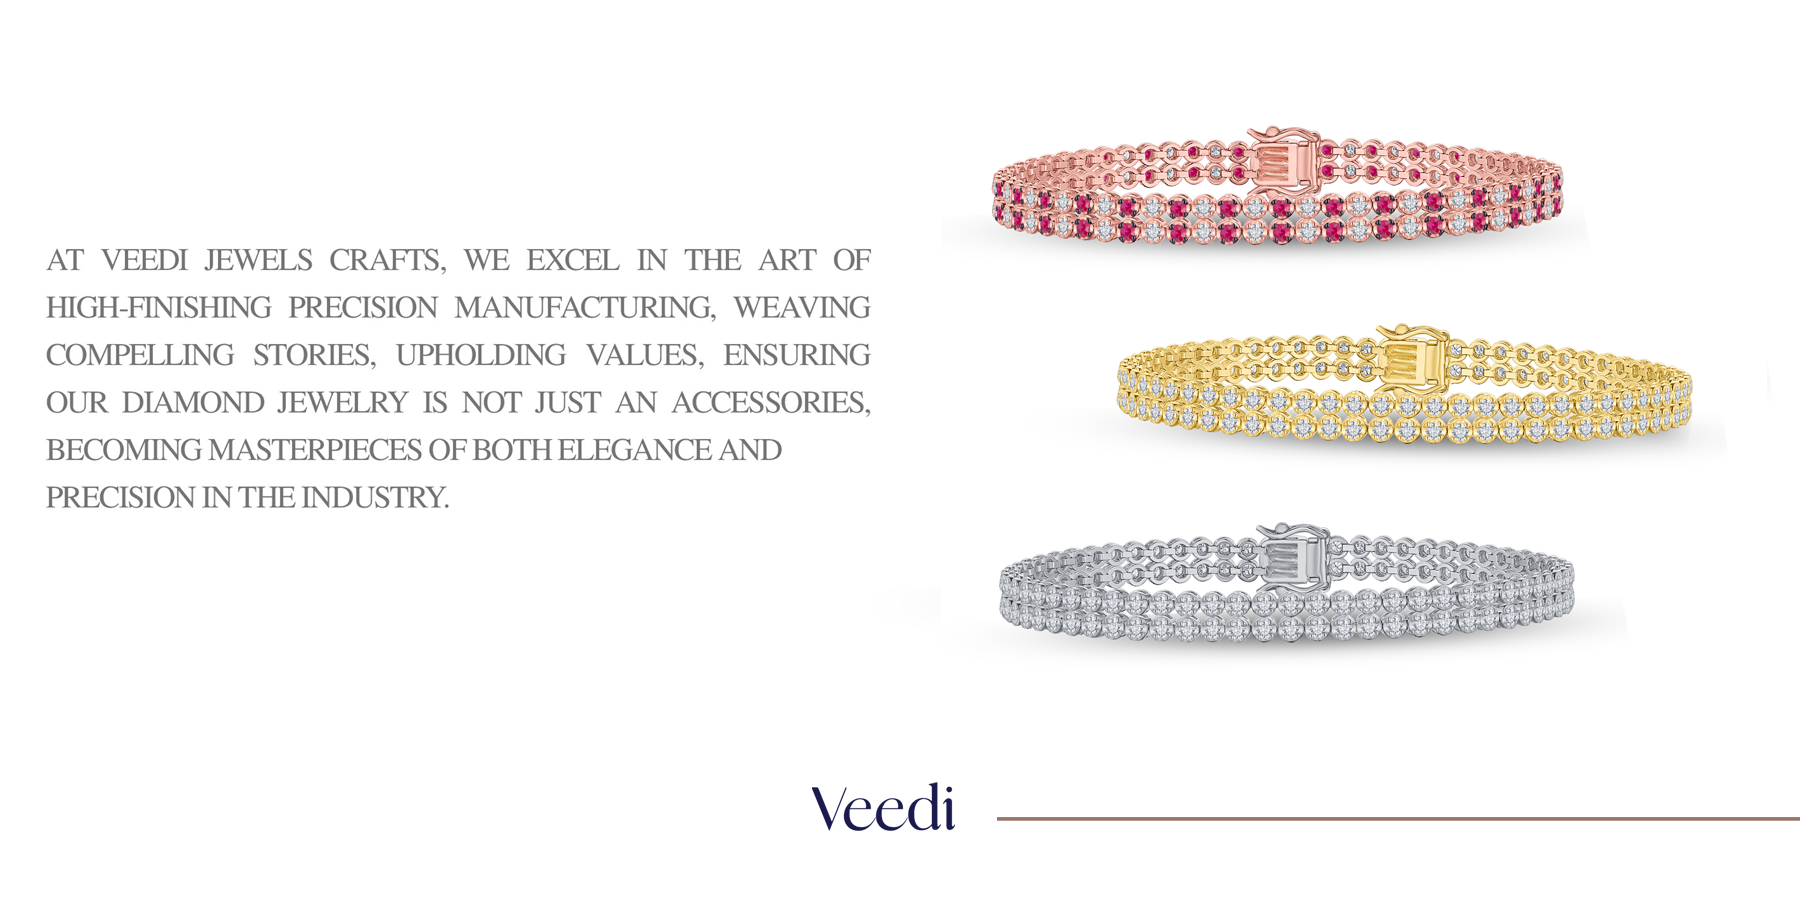 AT VEEDI JEWELS CRAFTS, WE EXCEL IN THE ART OF
HIGH-FINISHING PRECISION MANUFACTURING, WEAVING
COMPELLING STORIES, UPHOLDING VALUES, ENSURING
OUR DIAMOND JEWELRY IS NOT JUST AN ACCESSORIES,
BECOMING MASTERPIECES OF BOTH ELEGANCE AND
PRECISION IN THE INDUSTRY.
Veedi